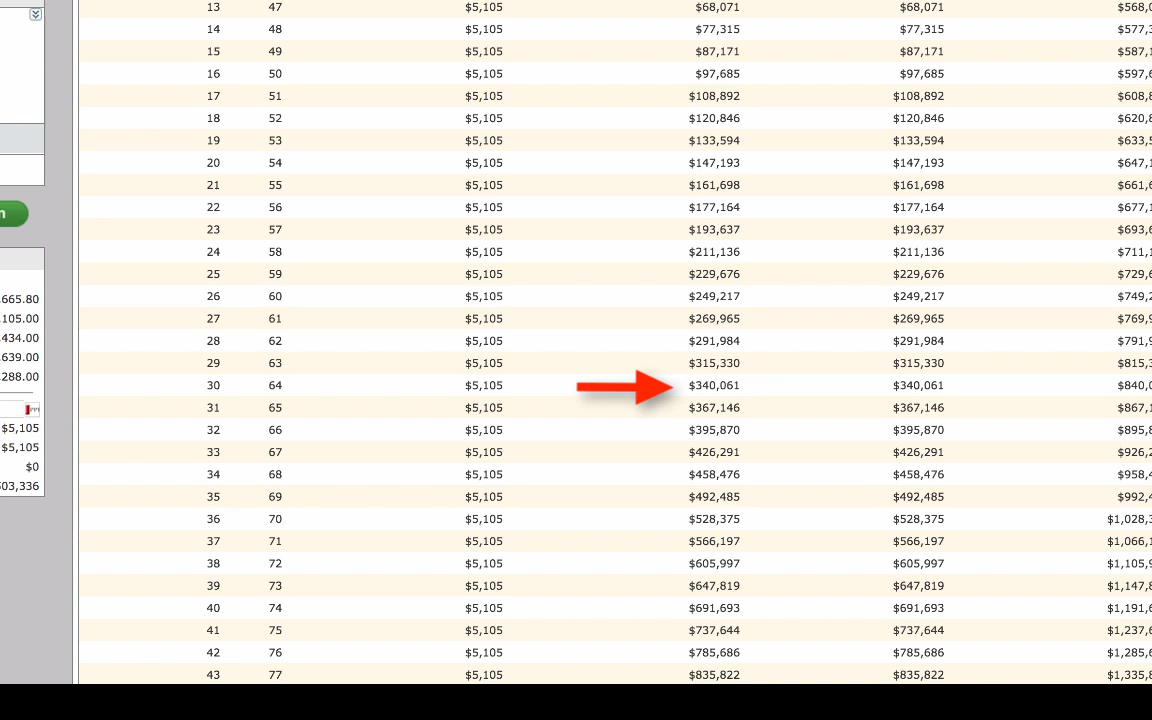 13 47 $5,105 $68,071 $68,071
14 48 $5,105 $77,315 $77,315
15 49 $5,105 $87,171 $87,171
16 50 $5,105 $97,685 $97,685
17 51 $5,105 $108,892 $108,892
18 52 $5,105 $120,846 $120,846
19 53 $5,105 $133,594 $133,594
20 54 $5,105 $147,193 $147,193
21 55 $5,105 $161,698 $161,698
22 56 $5,105 $177,164 $177,164
23 57 $5,105 $193,637 $193,637
24 58 $5,105 $211,136 $211,136
25 59 $5,105 $229,676 $229,676
.665.80 26 60 $5,105 $249,217 $249,217
.105.00 27 61 $5,105 $269,965 $269,965
.434.00 28 62 $5,105 $291,984 $291,984
.639.00 29 63 $5,105 $315,330 $315,330
.288.00 30 64 $5,105 $340,061 $340,061
31 65 $5,105 $367,146 $367,146
$5,105 32 66 $5,105 $395,870 $395,870
$5,105 33 67 $5,105 $426,291 $426,291
$0 34 68 $5,105 $458,476 $458,476
03,336 35 69 $5,105 $492,485 $492,485
36 70 $5,105 $528,375 $528,375
37 71 $5,105 $566,197 $566,197
38 72 $5,105 $605,997 $605,997
39 73 $5,105 $647,819 $647,819
40 74 $5,105 $691,693 $691,693
41 75 $5,105 $737,644 $737,644
42 76 $5,105 $785,686 $785,686
43 77 $5,105 $835,822 $835,822